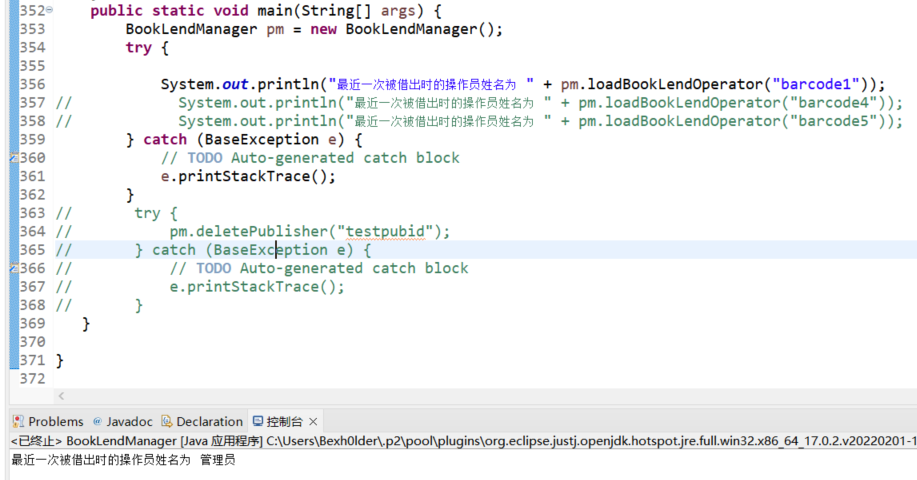 352 public static void main(String[] args) {
353 BookLendManager pm = new BookLendManager();
354 try {
355
356 System.out.println("最近一次被借出时的操作员姓名为 " + pm.loadBookLendOperator("barcode1"));
357 // System.out.println("最近一次被借出时的操作员姓名为 " + pm.loadBookLendOperator("barcode4"));
358 // System.out.println("最近一次被借出时的操作员姓名为 " + pm.loadBookLendOperator("barcode5"));
359 } catch (BaseException e) {
360 // TODO Auto-generated catch block
361 e.printStackTrace();
362 }
363 // try {
364 // pm.deletePublisher("testpubid");
365 // } catch (BaseException e) {
366 // // TODO Auto-generated catch block
367 // e.printStackTrace();
368 // }
369 }
370
371 }
372
Problems @ Javadoc Declaration 控制台
<已终止> BookLendManager [Java 应用程序] C:\Users\Bexh0lder\.p2\pool\plugins\org.eclipse.justj.openjdk.hotspot.jre.full.win32.x86_64_17.0.2.v20220201-1
最近一次被借出时的操作员姓名为 管理员